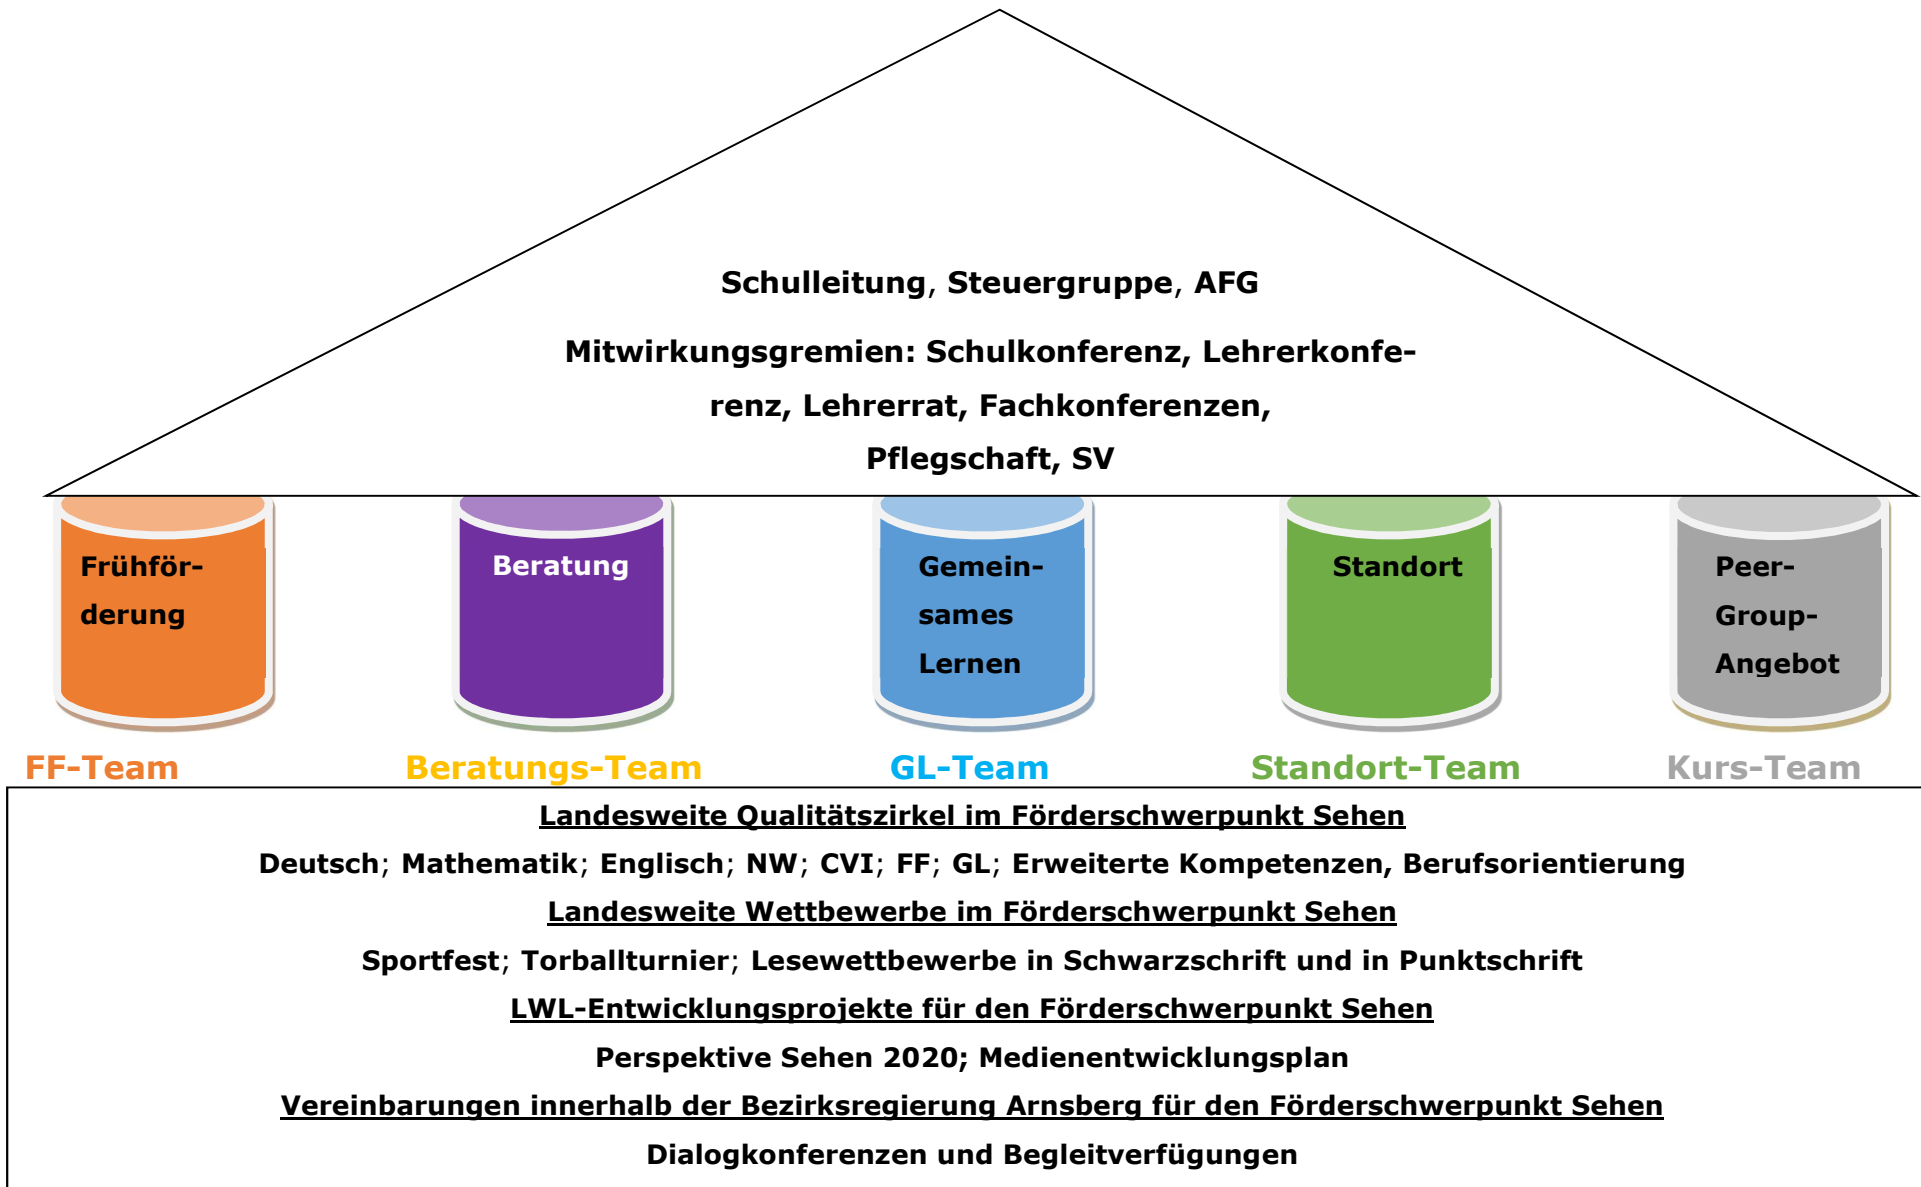 Schulleitung, Steuergruppe, AFG
Mitwirkungsgremien: Schulkonferenz, Lehrerkonfe-
renz, Lehrerrat, Fachkonferenzen,
Pflegschaft, SV
Frühför-
derung
Beratung
Gemein-
sames
Lernen
Standort
Peer-
Group-
Angebot
FF-Team
Beratungs-Team
GL-Team
Standort-Team
Kurs-Team
Landesweite Qualitätszirkel im Förderschwerpunkt Sehen
Deutsch; Mathematik; Englisch; NW; CVI; FF; GL; Erweiterte Kompetenzen, Berufsorientierung
Landesweite Wettbewerbe im Förderschwerpunkt Sehen
Sportfest; Torballturnier; Lesewettbewerbe in Schwarzschrift und in Punktschrift
LWL-Entwicklungsprojekte für den Förderschwerpunkt Sehen
Perspektive Sehen 2020; Medienentwicklungsplan
Vereinbarungen innerhalb der Bezirksregierung Arnsberg für den Förderschwerpunkt Sehen
Dialogkonferenzen und Begleitverfügungen